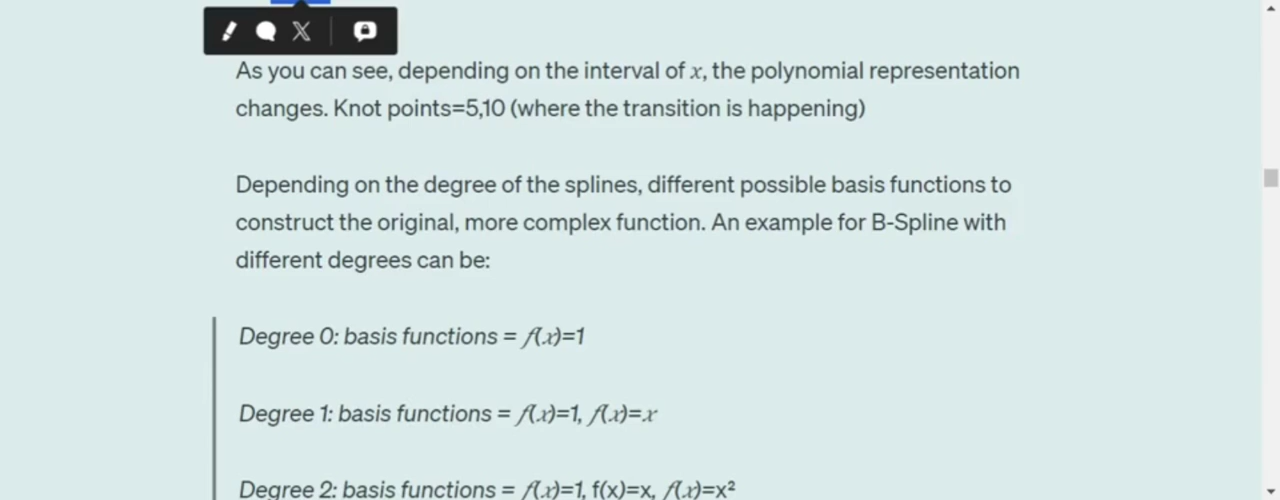 As you can see, depending on the interval of x, the polynomial representation
changes. Knot points=5,10 (where the transition is happening)
Depending on the degree of the splines, different possible basis functions to
construct the original, more complex function. An example for B-Spline with
different degrees can be:
Degree 0: basis functions = f(x)=1
Degree 1: basis functions = f(x)=1, f(x)=x
Degree 2: basis functions = f(x)=1, f(x)=x, f(x)=x²